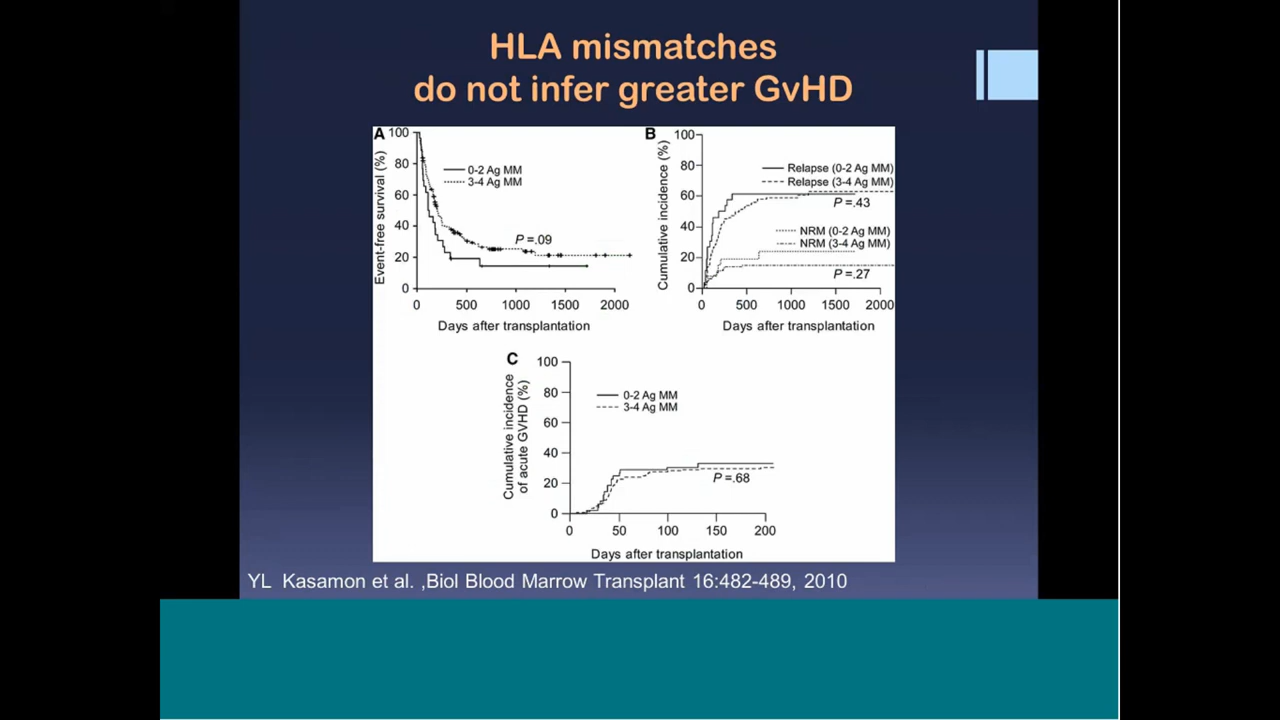 HLA mismatches
do not infer greater GvHD
A
Event-free survival (%)
100
80
60
40
20
0
0-2 Ag MM
3-4 Ag MM
P =.09
0 500 1000 1500 2000
Days after transplantation
B
Cumulative incidence (%)
100
80
60
40
20
0
Relapse (0-2 Ag MM)
Relapse (3-4 Ag MM)
P =.43
NRM (0-2 Ag MM)
NRM (3-4 Ag MM)
P =.27
0 500 1000 1500 2000
Days after transplantation
C
Cumulative incidence
of acute GVHD (%)
100
80
60
40
20
0
0-2 Ag MM
3-4 Ag MM
P =.68
0 50 100 150 200
Days after transplantation
YL Kasamon et al. ,Biol Blood Marrow Transplant 16:482-489, 2010